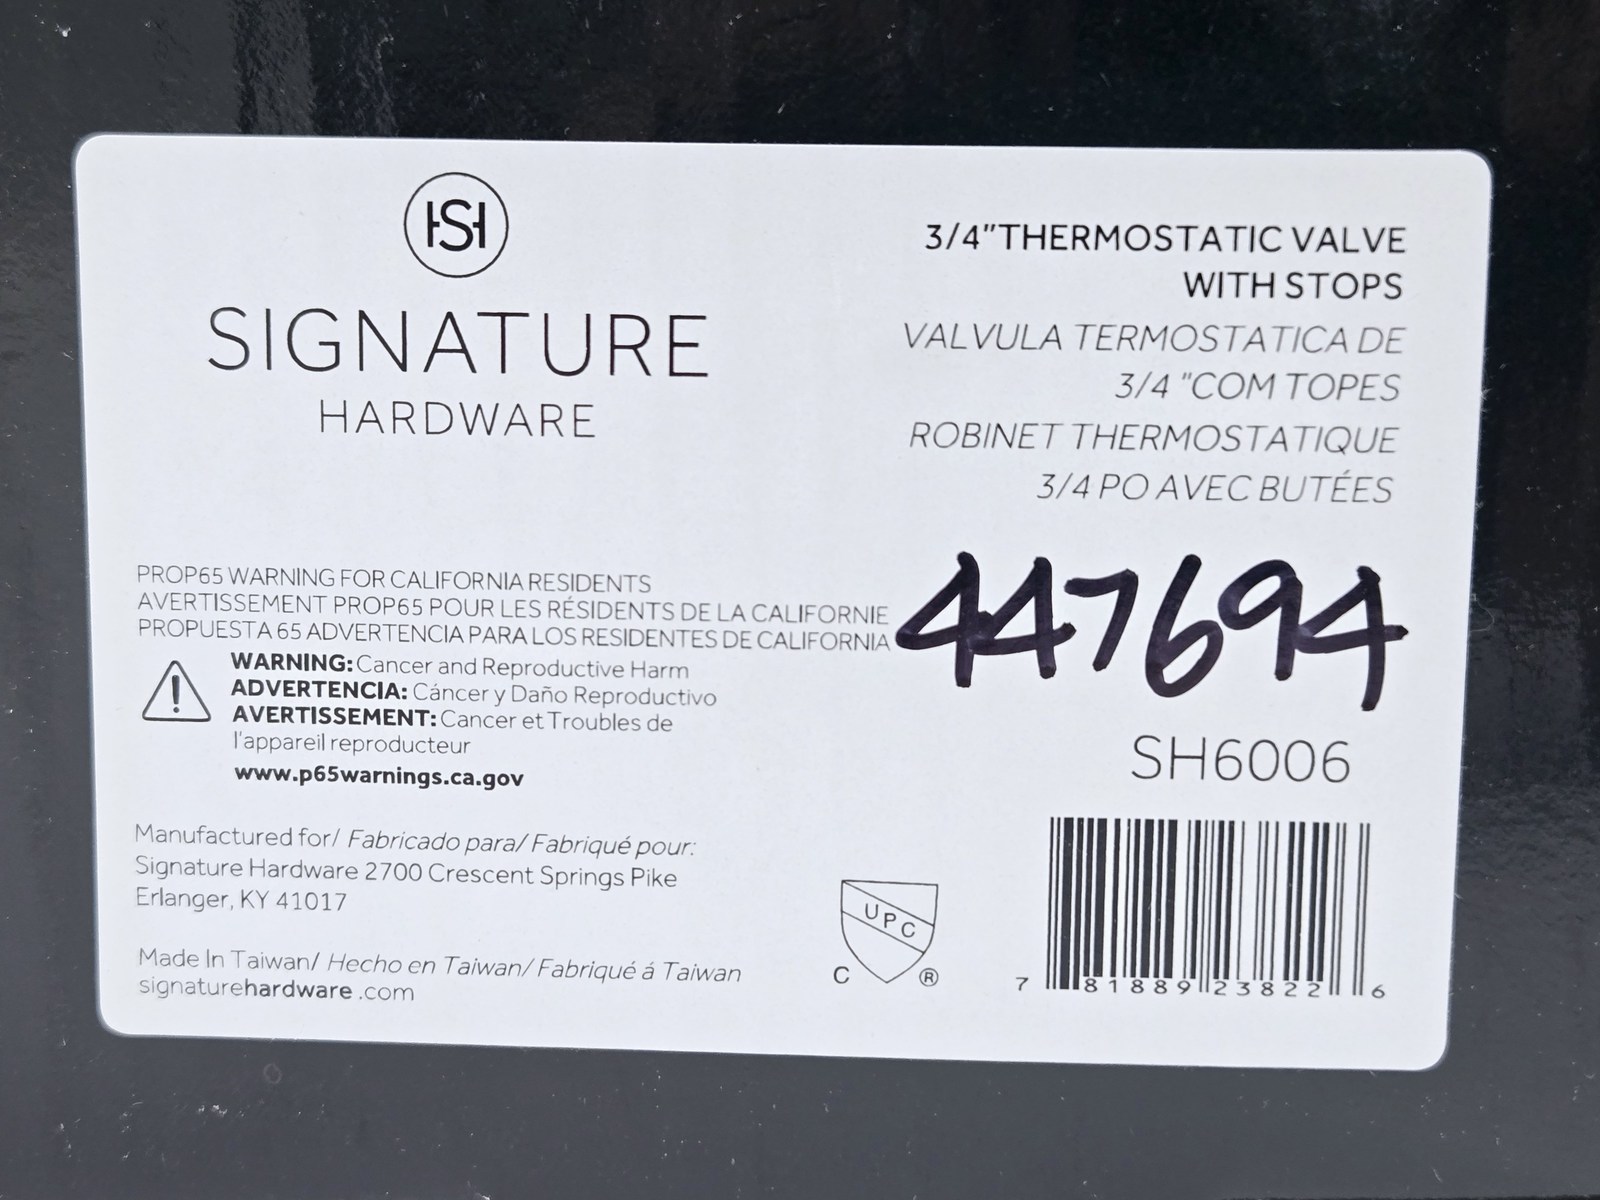 HS
SIGNATURE
HARDWARE
3/4"THERMOSTATIC VALVE
WITH STOPS
VALVULA TERMOSTATICA DE
3/4 "COM TOPES
ROBINET THERMOSTATIQUE
3/4 PO AVEC BUTÉES
447694
SH6006
PROP65 WARNING FOR CALIFORNIA RESIDENTS
AVERTISSEMENT PROP65 POUR LES RÉSIDENTS DE LA CALIFORNIE
PROPUESTA 65 ADVERTENCIA PARA LOS RESIDENTES DE CALIFORNIA
WARNING: Cancer and Reproductive Harm
ADVERTENCIA: Cáncer y Daño Reproductivo
AVERTISSEMENT: Cancer et Troubles de
l'appareil reproducteur
www.p65warnings.ca.gov
Manufactured for/ Fabricado para/ Fabriqué pour:
Signature Hardware 2700 Crescent Springs Pike
Erlanger, KY 41017
Made In Taiwan/ Hecho en Taiwan/ Fabriqué á Taiwan
signaturehardware.com
UPC
C ®
7 81889 23822 6